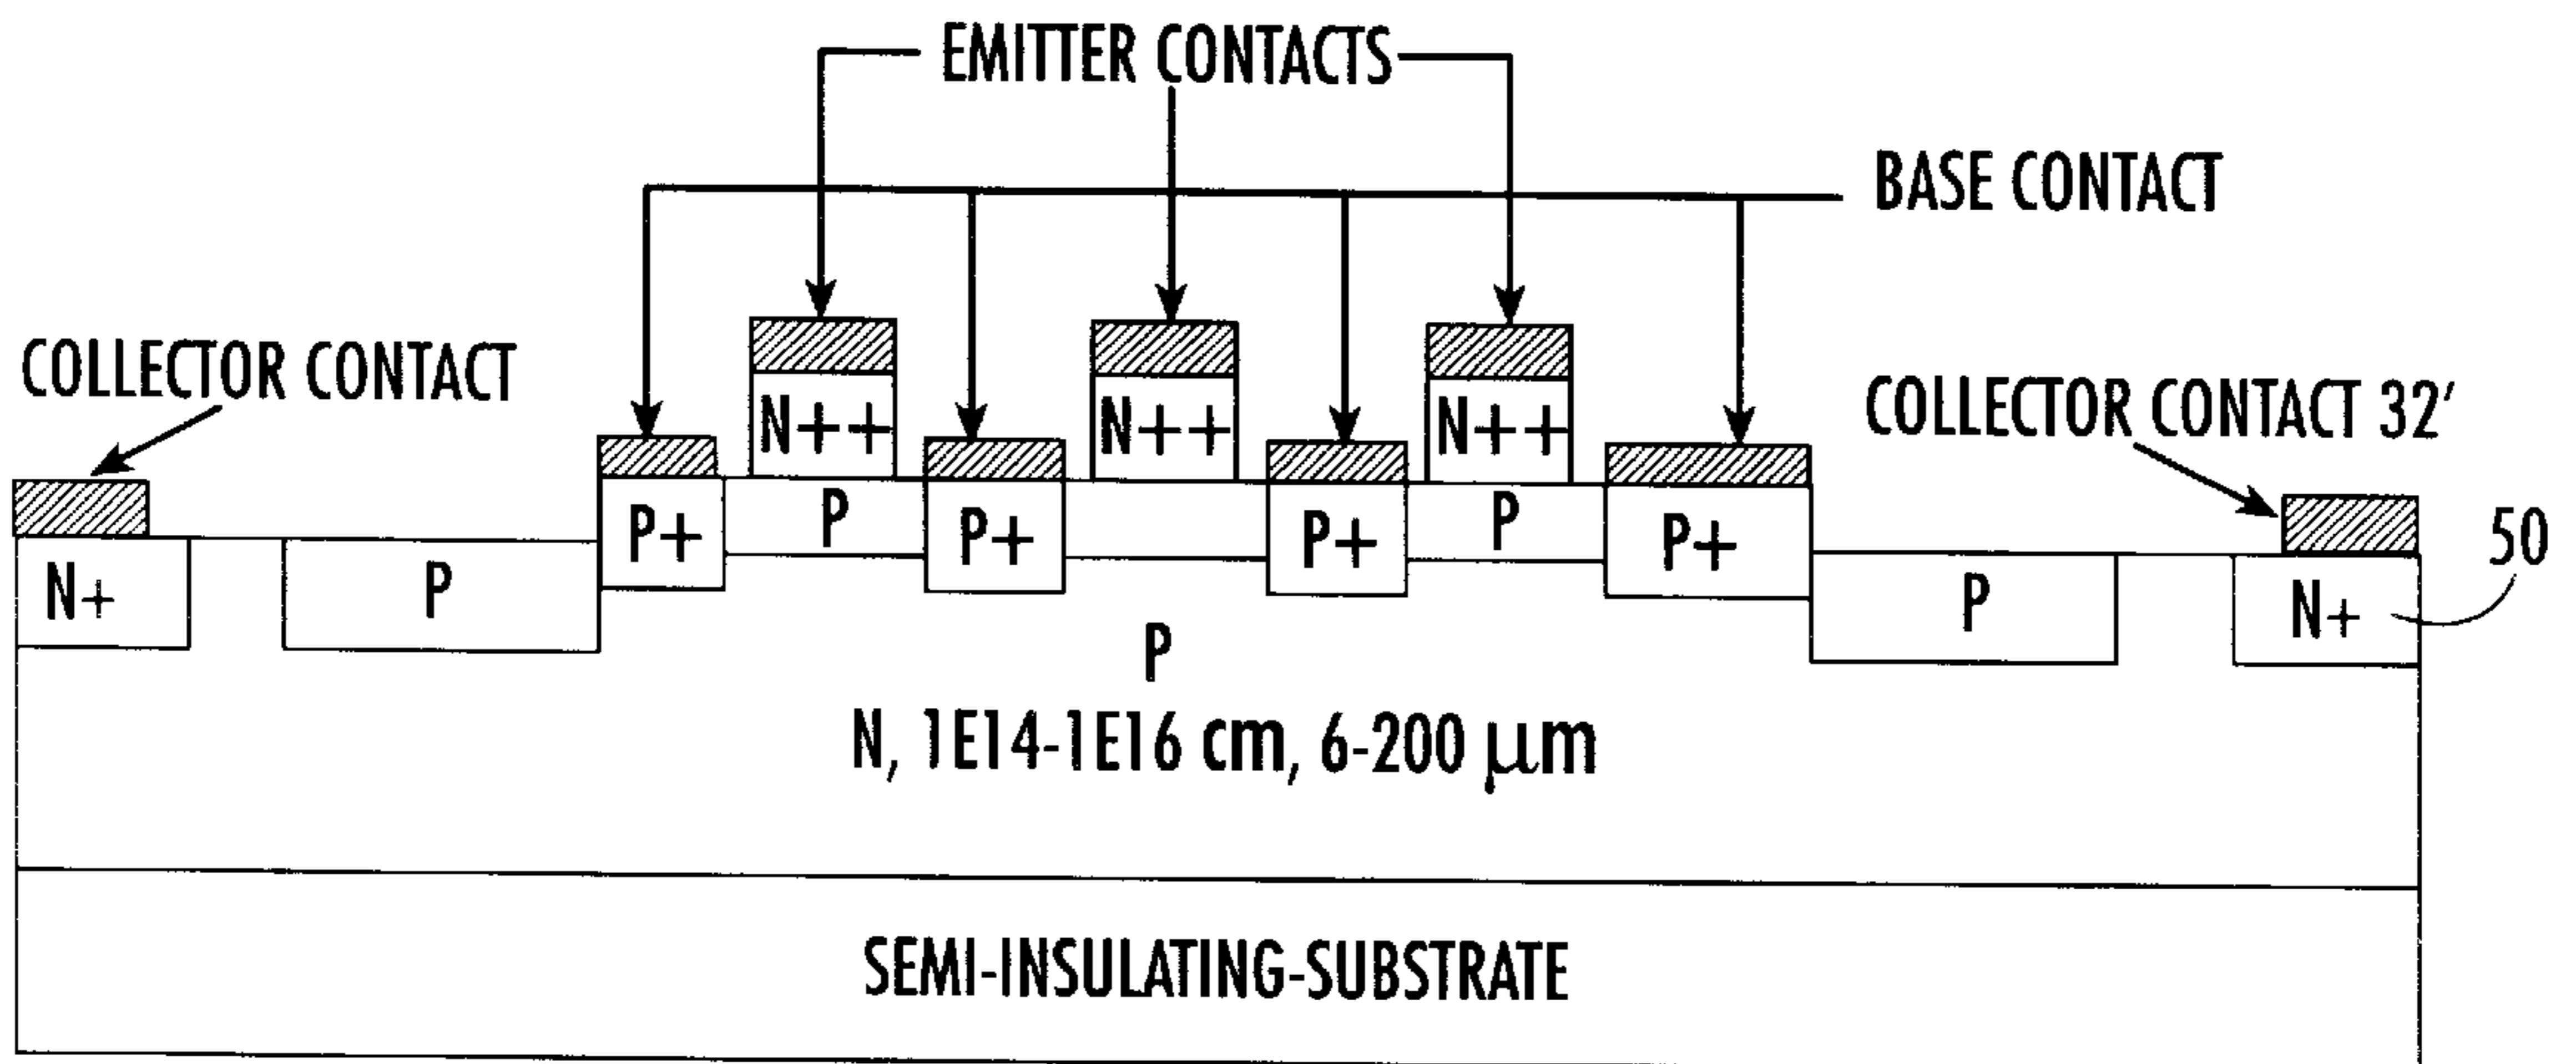 EMITTER CONTACTS
BASE CONTACT
COLLECTOR CONTACT
COLLECTOR CONTACT 32'
N++
N++
N++
50
P+
P
P+
P+
P
P+
N+
P
P
N+
P
N, 1E14-1E16 cm, 6-200 µm
SEMI-INSULATING-SUBSTRATE